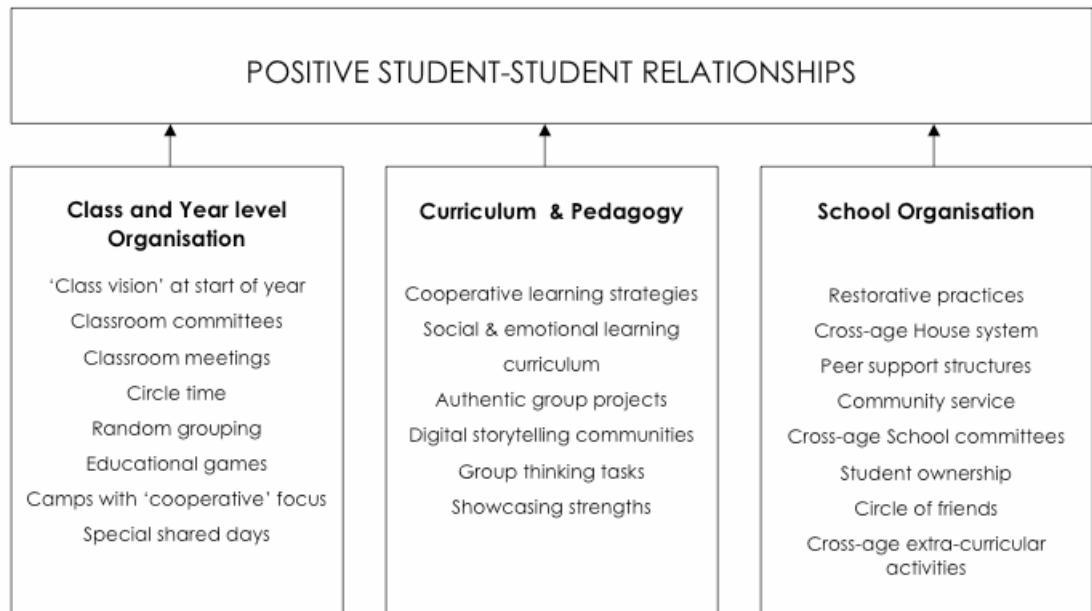 POSITIVE STUDENT-STUDENT RELATIONSHIPS
Class and Year level
Organisation
‘Class vision’ at start of year
Classroom committees
Classroom meetings
Circle time
Random grouping
Educational games
Camps with ‘cooperative’ focus
Special shared days
Curriculum & Pedagogy
Cooperative learning strategies
Social & emotional learning
curriculum
Authentic group projects
Digital storytelling communities
Group thinking tasks
Showcasing strengths
School Organisation
Restorative practices
Cross-age House system
Peer support structures
Community service
Cross-age School committees
Student ownership
Circle of friends
Cross-age extra-curricular
activities